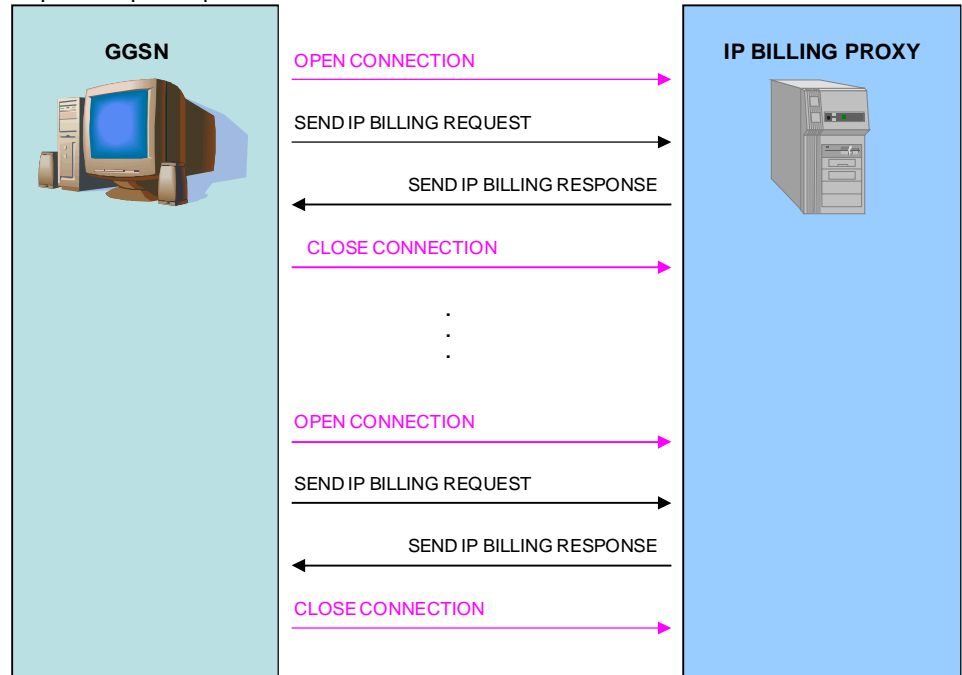 GGSN
IP BILLING PROXY
OPEN CONNECTION
SEND IP BILLING REQUEST
SEND IP BILLING RESPONSE
CLOSE CONNECTION
.
.
.
OPEN CONNECTION
SEND IP BILLING REQUEST
SEND IP BILLING RESPONSE
CLOSE CONNECTION